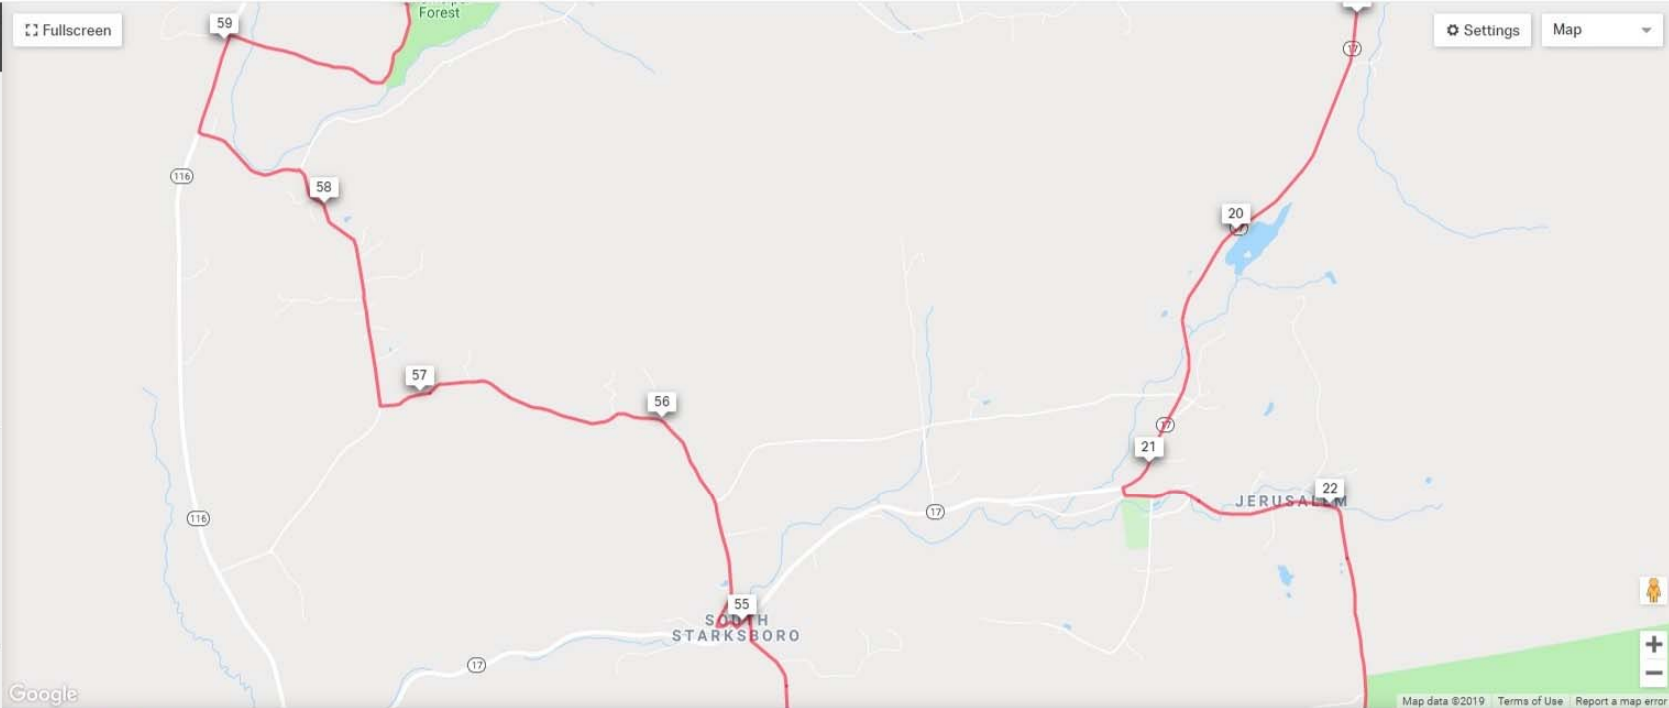 Forest
59
Fullscreen
17
Settings
Map
116
58
20
57
56
17
21
22
JERUSALEM
116
17
55
SOUTH
STARKSBORO
17
Google
Map data ©2019
Terms of Use
Report a map error